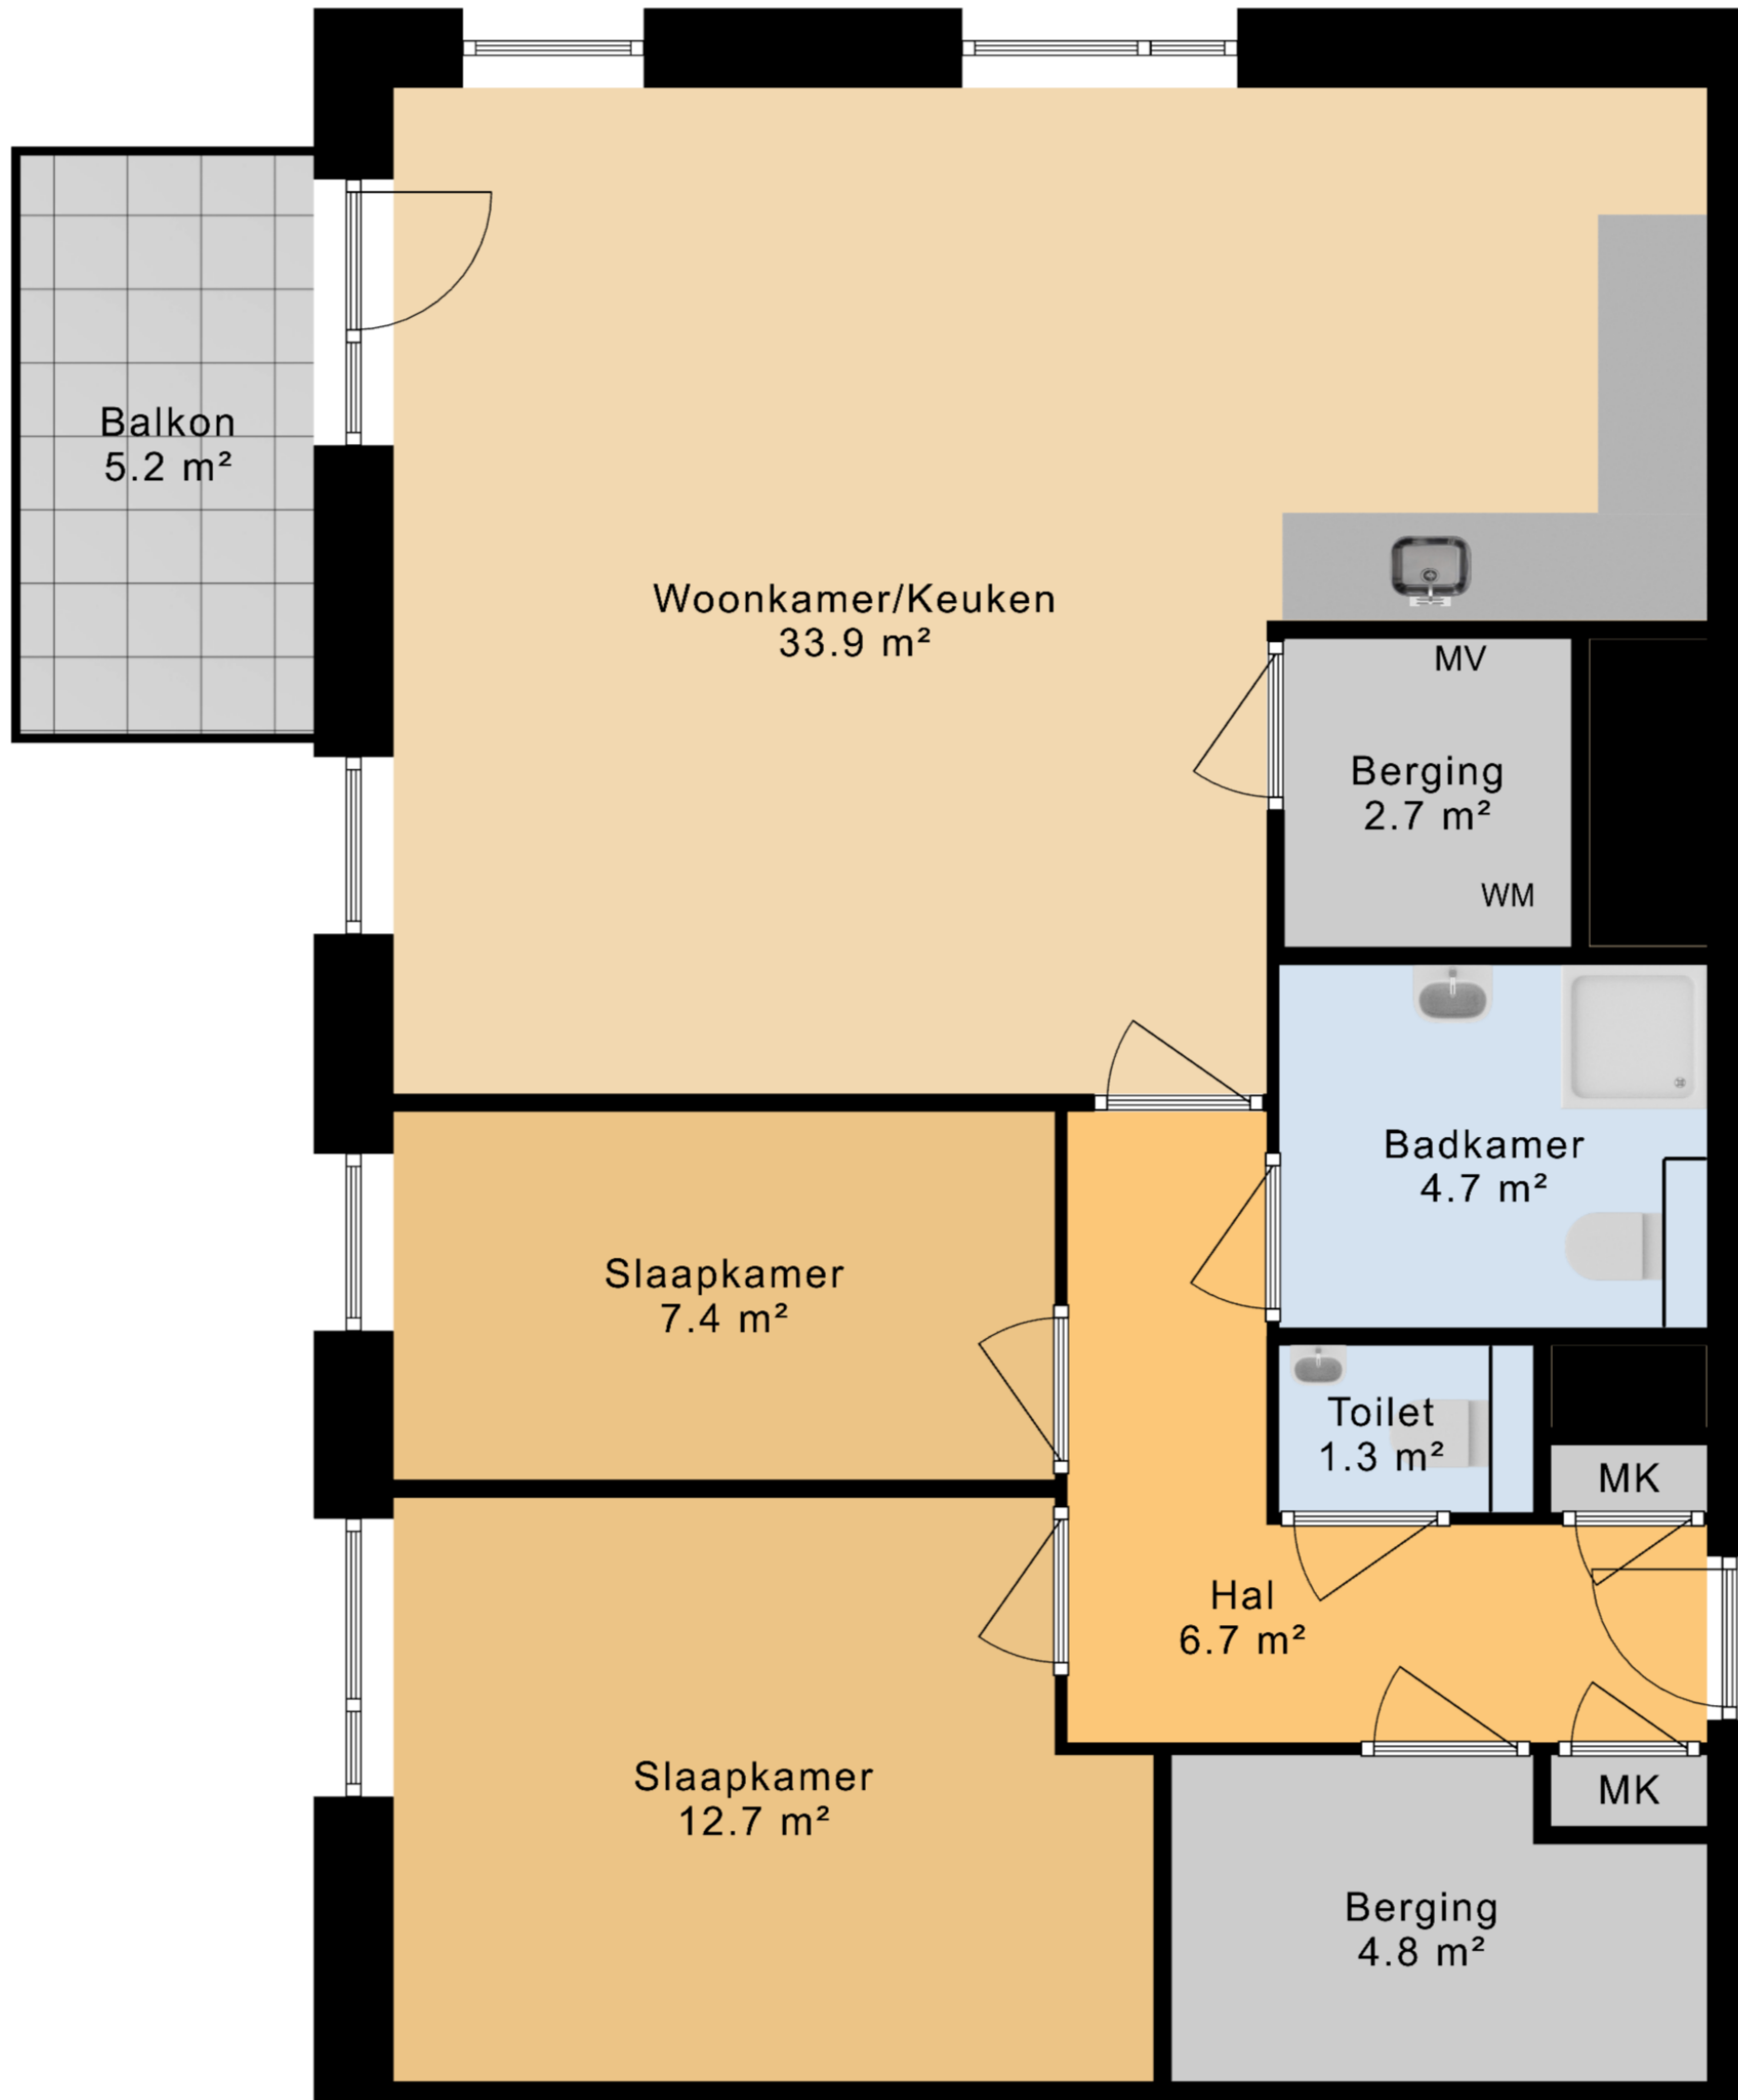 Balkon
5.2 m²
Woonkamer/Keuken
33.9 m²
MV
Berging
2.7 m²
WM
Badkamer
4.7 m²
Slaapkamer
7.4 m²
Toilet
1.3 m²
MK
Hal
6.7 m²
Slaapkamer
12.7 m²
MK
Berging
4.8 m²